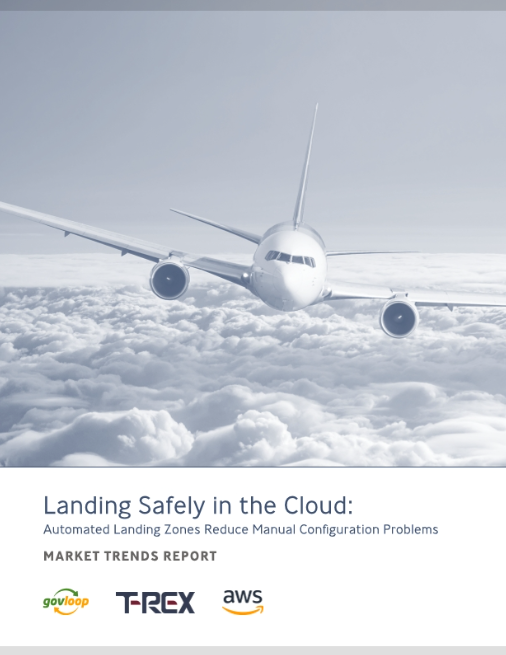 Landing Safely in the Cloud:
Automated Landing Zones Reduce Manual Configuration Problems
MARKET TRENDS REPORT
govloop T-REX aws